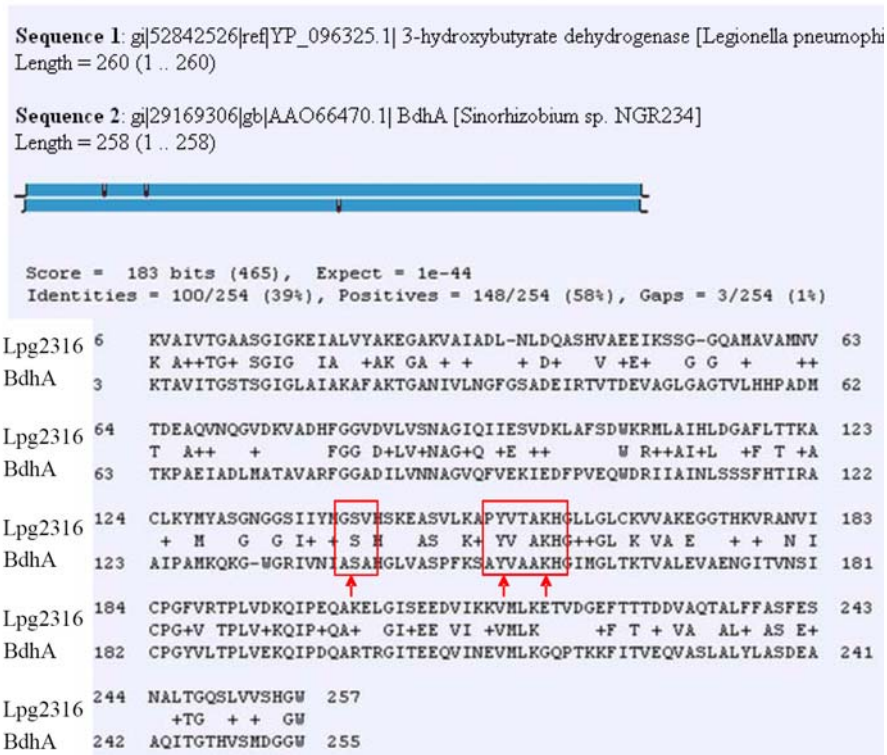 Sequence 1: gi|52842526|ref|YP_096325.1| 3-hydroxybutyrate dehydrogenase [Legionella pneumophi
Length = 260 (1 .. 260)
Sequence 2: gi|29169306|gb|AAO66470.1| BdhA [Sinorhizobium sp. NGR234]
Length = 258 (1 .. 258)
Score = 183 bits (465), Expect = 1e-44
Identities = 100/254 (39%), Positives = 148/254 (58%), Gaps = 3/254 (1%)
Lpg2316 6 KVAIVTGAASGIGKEIALVYAKEGAKVAIADL-NLDQASHVAEEIKSSG-GQAMAVAMNV 63
K A++TG+ SGIG IA +AK GA + + + D+ V +E+ G G + ++
BdhA 3 KTAVITGSTSGIGLAIAKAFAKTGANIVLNGFGSADEIRTVTDEVAGLGAGTVLHHPADM 62
Lpg2316 64 TDEAQVNQGVDKVADHFGGVDVLVSNAGIQIIESVDKLAFSDWKRMLAIHLDGAFLTTKA 123
T A++ + FGG D+LV+NAG+Q +E ++ W R++AI+L +F T +A
BdhA 63 TKPAEIADLMATAVARFGGADILVNNAGVQFVEKIEDFPVEQWDRIIAINLSSSFHTIRA 122
Lpg2316 124 CLKYMYASGNGGSIIYMGSVHSKEASVLKAPYVTAKHGLLGLCKVVAKEGGTHKVRANVI 183
+ M G G I+ + S H AS K+ YV AKHG++GL K VA E + + N I
BdhA 123 AIPAMKQKG-WGRIVNIASAHGLVASPFKSAYVAAKHGIMGLTKTVALEVAENGITVNSI 181
Lpg2316 184 CPGFVRTPLVDKQIPEQAKELGISEEDVIKKVMLKETVDGEFTTTDDVAQTALFFASFES 243
CPG+V TPLV+KQIP+QA+ GI+EE VI +VMLK +F T + VA AL+ AS E+
BdhA 182 CPGYVLTPLVEKQIPDQARTRGITEEQVINEVMLKGQPTKKFITVEQVASLALYLASDEA 241
Lpg2316 244 NALTGQSLVVSHGW 257
+TG + + GW
BdhA 242 AQITGTHVSMDGGW 255